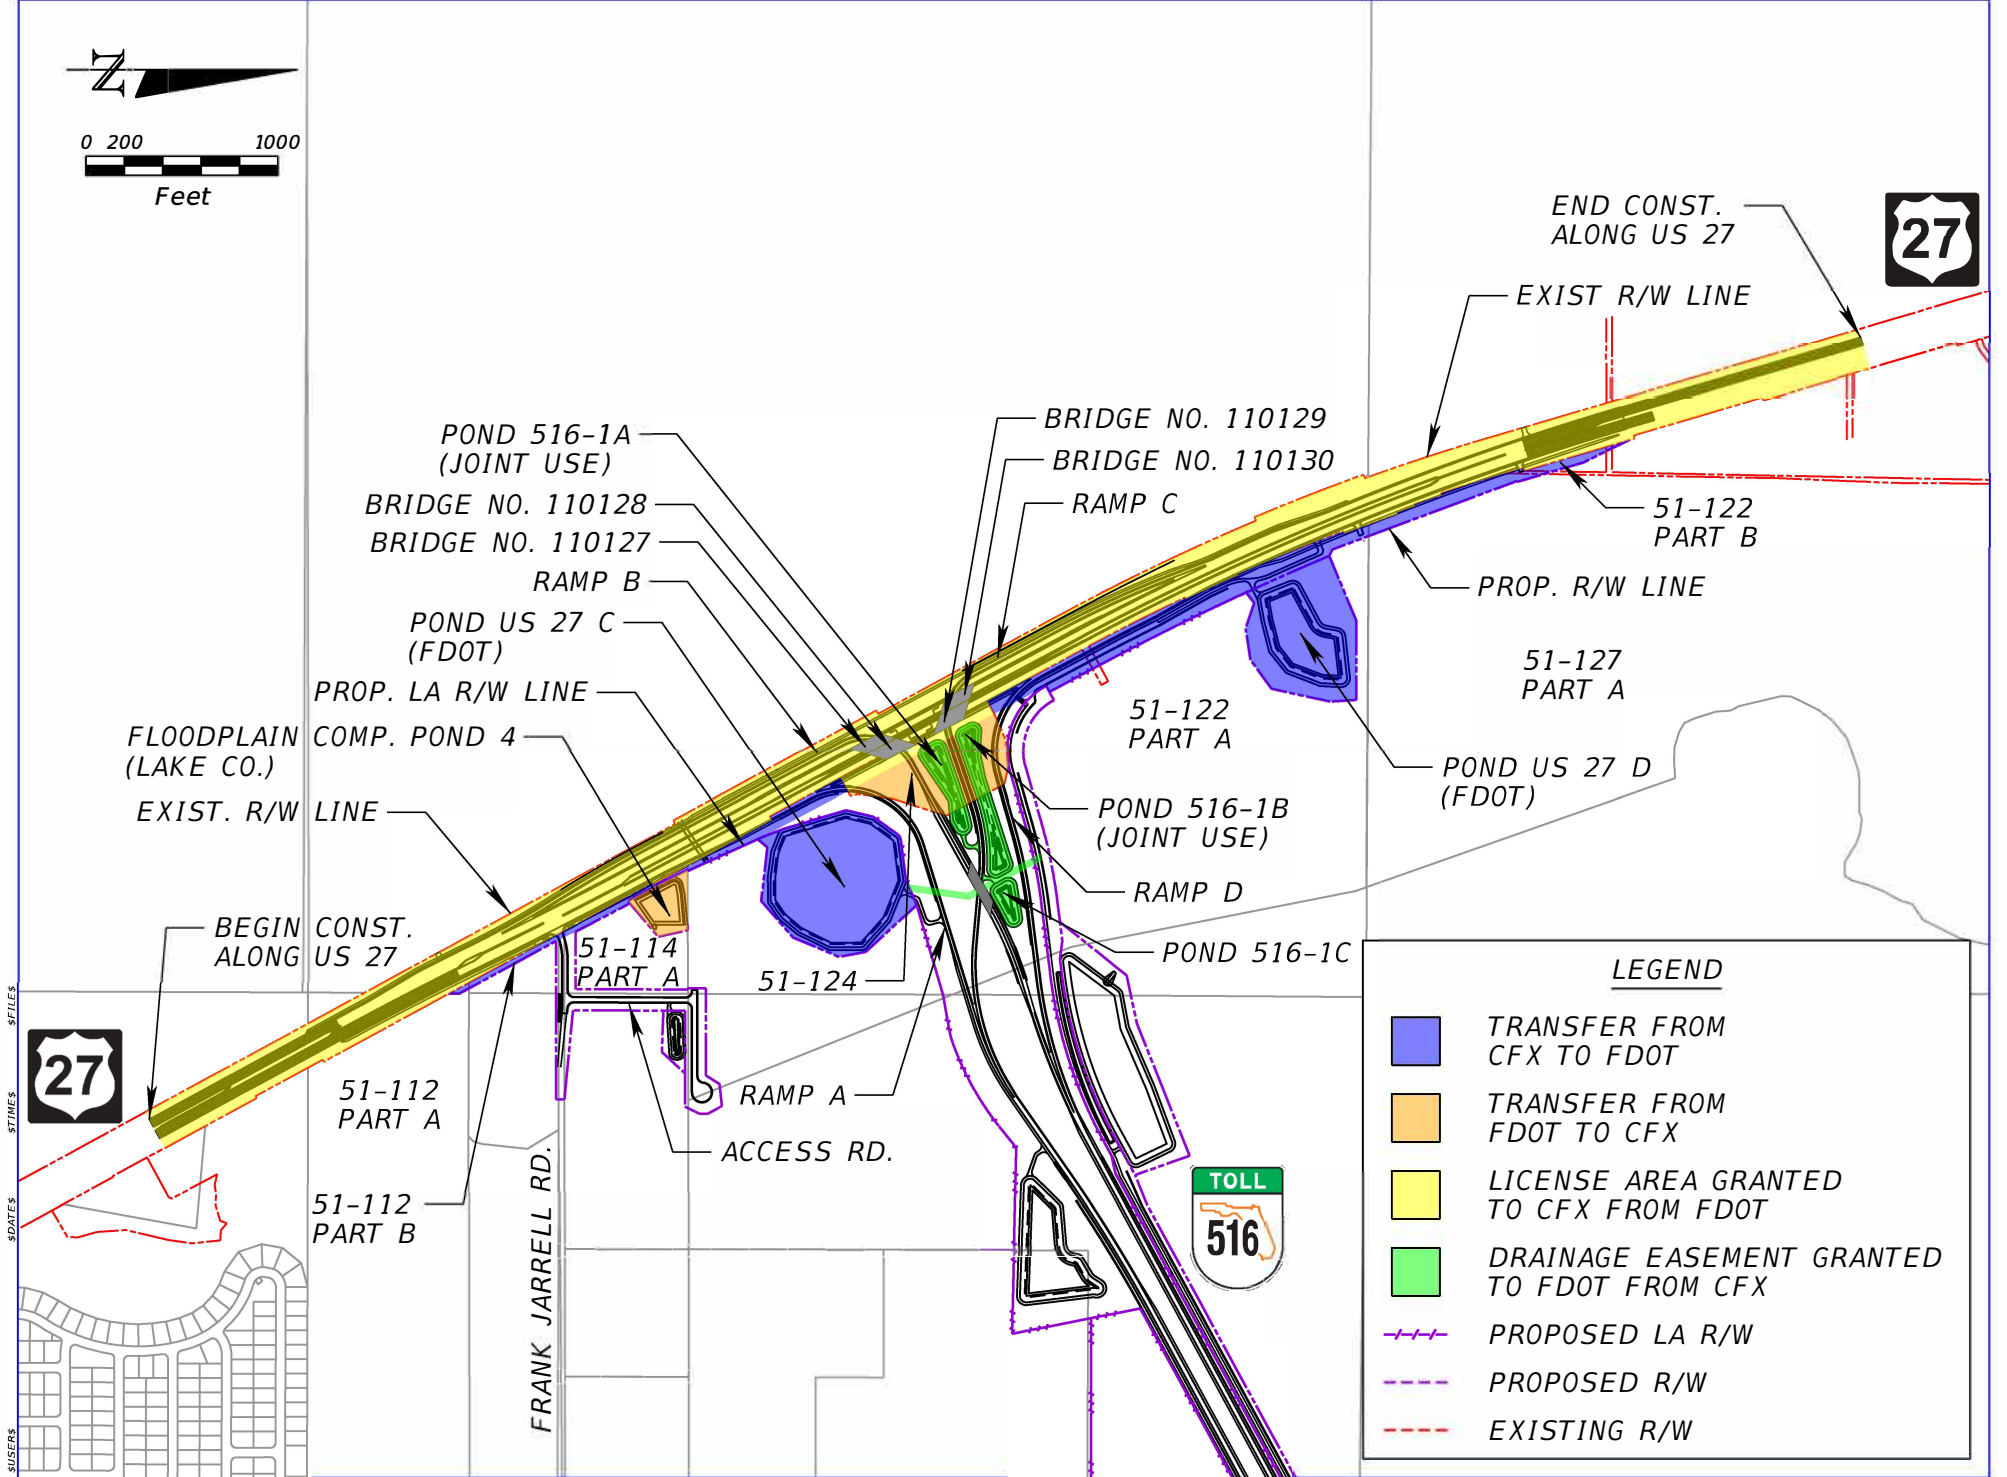 N
0 200 1000
Feet
END CONST.
ALONG US 27
27
EXIST R/W LINE
POND 516-1A
(JOINT USE)
BRIDGE NO. 110129
BRIDGE NO. 110130
BRIDGE NO. 110128
RAMP C
BRIDGE NO. 110127
51-122
PART B
RAMP B
PROP. R/W LINE
POND US 27 C
(FDOT)
51-127
PART A
PROP. LA R/W LINE
51-122
PART A
FLOODPLAIN COMP. POND 4
(LAKE CO.)
POND US 27 D
(FDOT)
EXIST. R/W LINE
POND 516-1B
(JOINT USE)
RAMP D
BEGIN CONST.
ALONG US 27
51-114
PART A
51-124
POND 516-1C
27
51-112
PART A
RAMP A
ACCESS RD.
51-112
PART B
FRANK JARRELL RD.
TOLL
516
LEGEND
TRANSFER FROM
CFX TO FDOT
TRANSFER FROM
FDOT TO CFX
LICENSE AREA GRANTED
TO CFX FROM FDOT
DRAINAGE EASEMENT GRANTED
TO FDOT FROM CFX
PROPOSED LA R/W
PROPOSED R/W
EXISTING R/W
$FILE$
$TIME$
$DATE$
$USER$